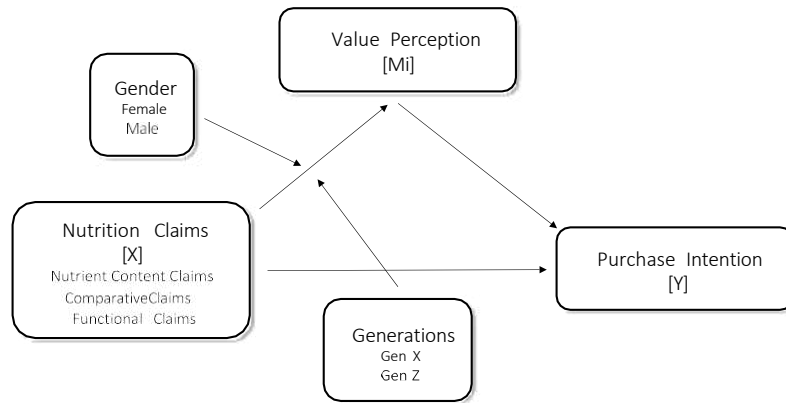 Value Perception
[Mi]
Gender
Female
Male
Nutrition Claims
[X]
Nutrient Content Claims
ComparativeClaims
Functional Claims
Purchase Intention
[Y]
Generations
Gen X
Gen Z